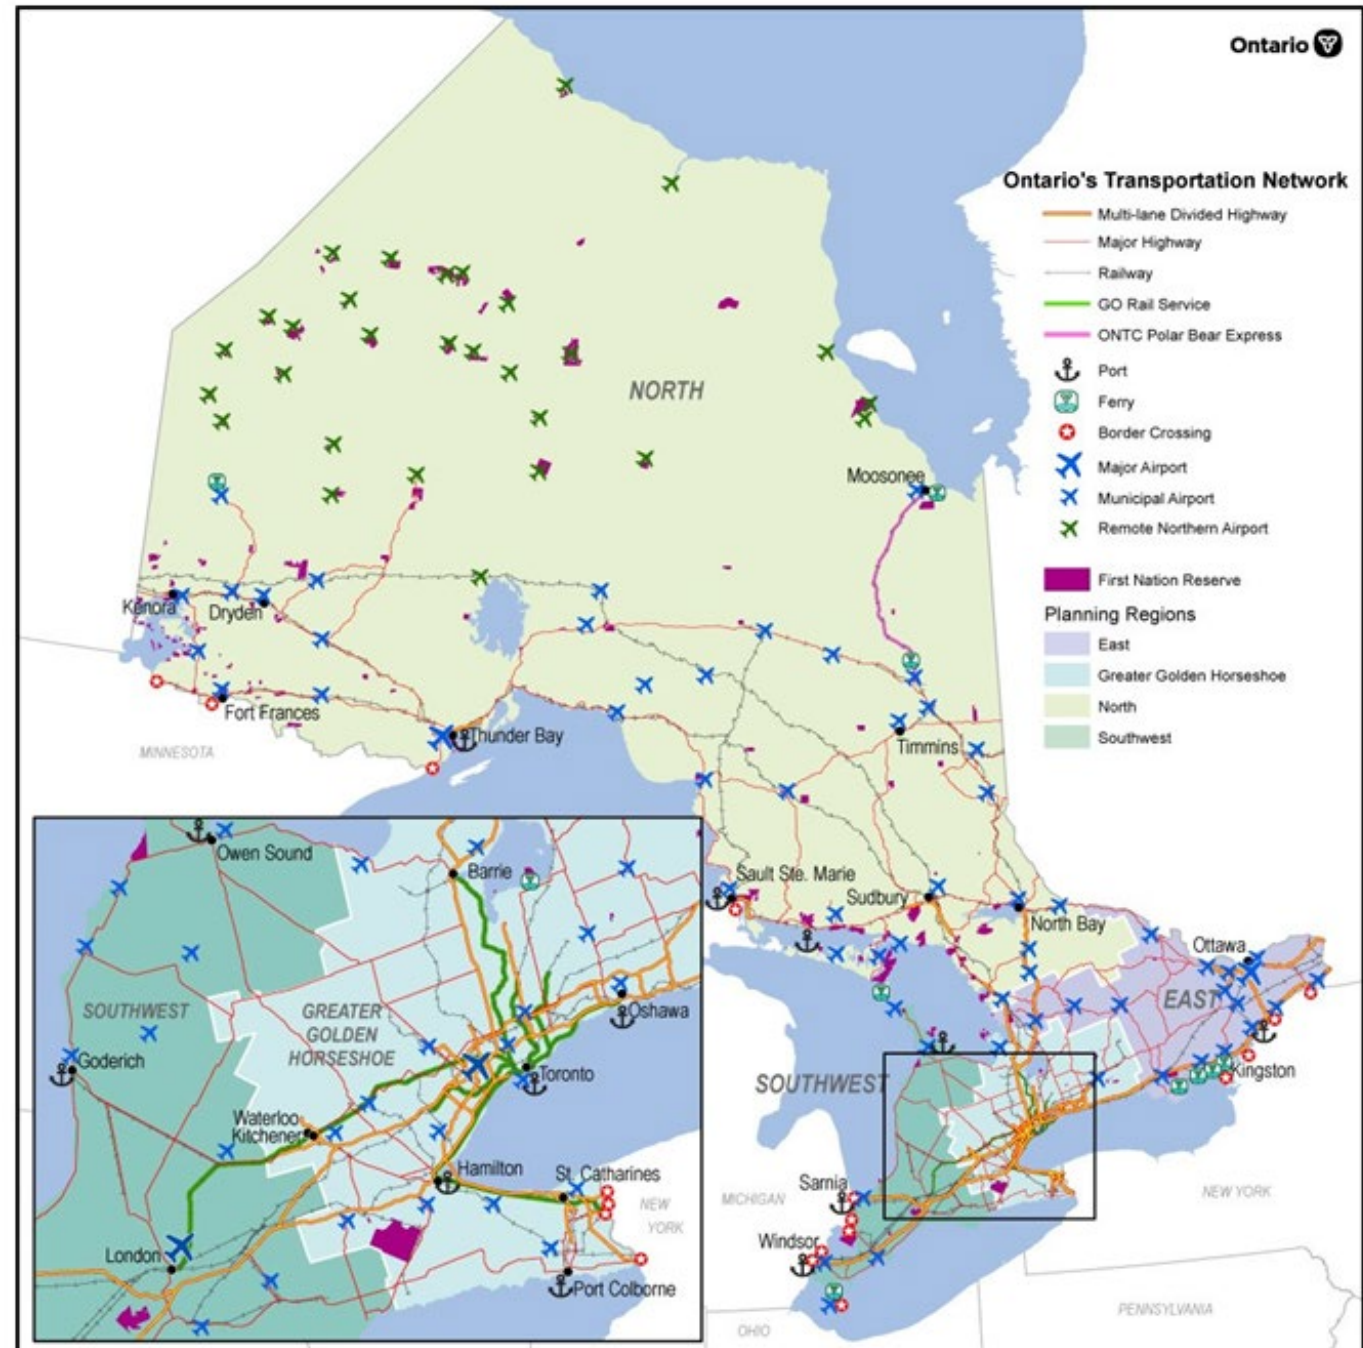 Ontario
Ontario's Transportation Network
Multi-lane Divided Highway
Major Highway
Railway
GO Rail Service
ONTC Polar Bear Express
Port
Ferry
Border Crossing
Major Airport
Municipal Airport
Remote Northern Airport
First Nation Reserve
Planning Regions
East
Greater Golden Horseshoe
North
Southwest
NORTH
Moosonee
Kenora
Dryden
Fort Frances
Thunder Bay
MINNESOTA
Timmins
Sault Ste. Marie
Sudbury
North Bay
Ottawa
EAST
Kingston
SOUTHWEST
MICHIGAN
Sarnia
Windsor
NEW YORK
PENNSYLVANIA
OHIO
Owen Sound
Barrie
SOUTHWEST
GREATER
GOLDEN
HORSESHOE
Oshawa
Goderich
Toronto
Waterloo
Kitchener
Hamilton
St. Catharines
NEW
YORK
London
Port Colborne